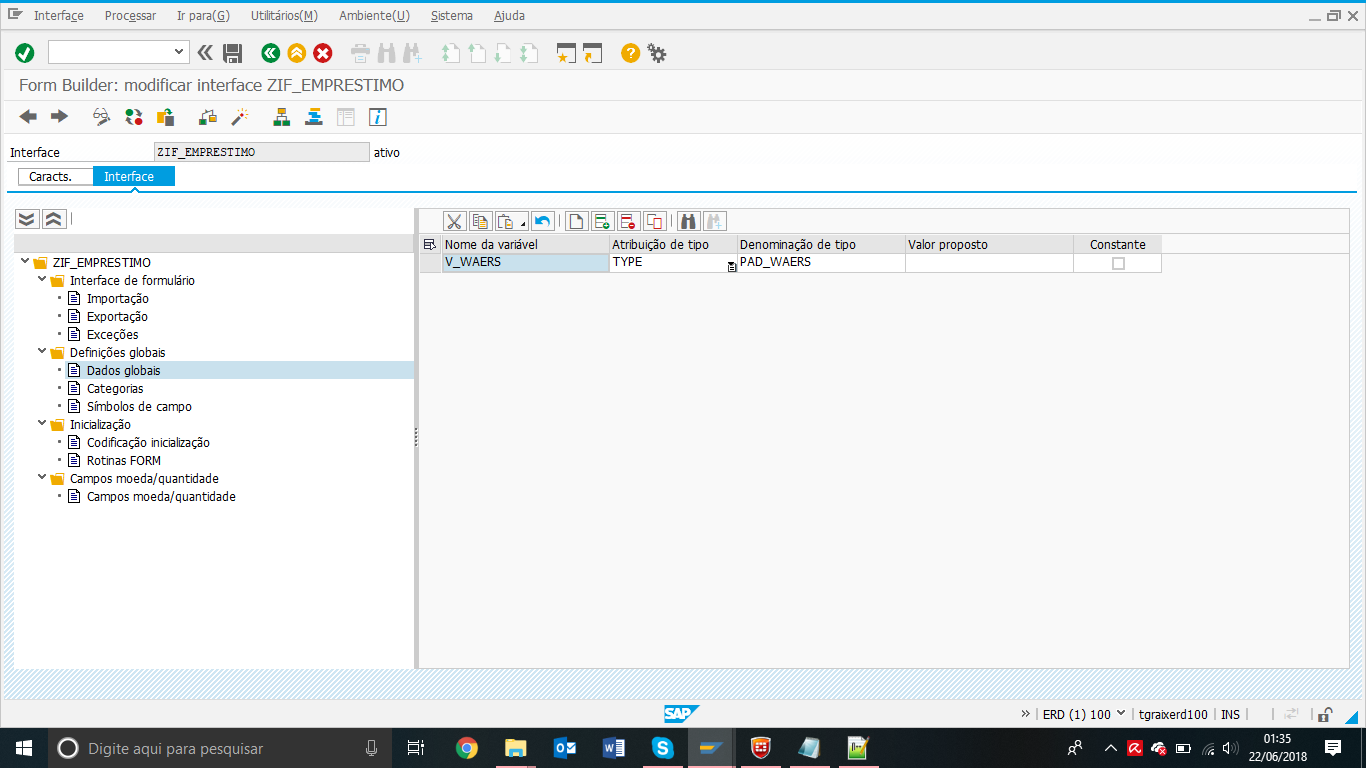 Interface Processar Ir para(G) Utilitários(M) Ambiente(U) Sistema Ajuda
Form Builder: modificar interface ZIF_EMPRESTIMO
Interface ZIF_EMPRESTIMO ativo
Caracts. Interface
Nome da variável Atribuição de tipo Denominação de tipo Valor proposto Constante
V_WAERS TYPE PAD_WAERS
ZIF_EMPRESTIMO
Interface de formulário
Importação
Exportação
Exceções
Definições globais
Dados globais
Categorias
Símbolos de campo
Inicialização
Codificação inicialização
Rotinas FORM
Campos moeda/quantidade
Campos moeda/quantidade
SAP
ERD (1) 100 tgraixerd100 INS
Digite aqui para pesquisar
01:35
22/06/2018